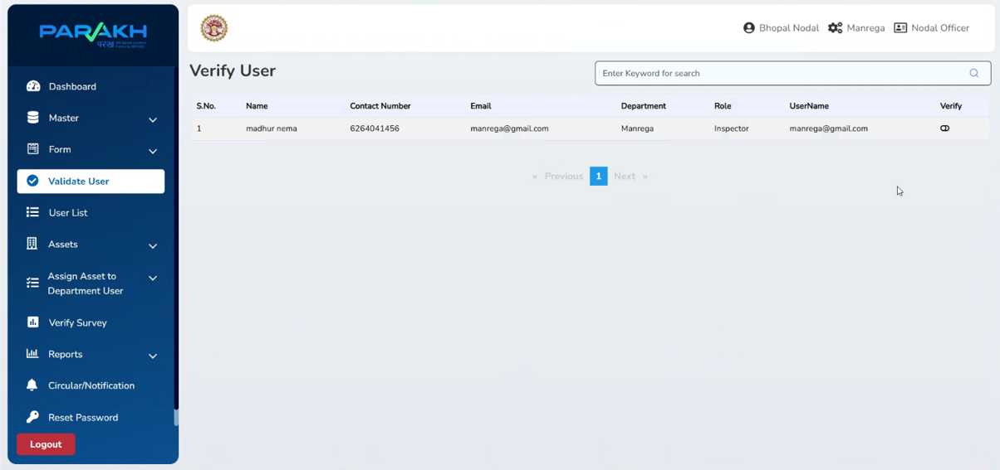 PARAKH
परख
Dashboard
Master
Form
Validate User
User List
Assets
Assign Asset to
Department User
Verify Survey
Reports
Circular/Notification
Reset Password
Logout
Bhopal Nodal Manrega Nodal Officer
Verify User
Enter Keyword for search
S.No. Name Contact Number Email Department Role UserName Verify
1 madhur nema 6264041456 manrega@gmail.com Manrega Inspector manrega@gmail.com
« Previous 1 Next »